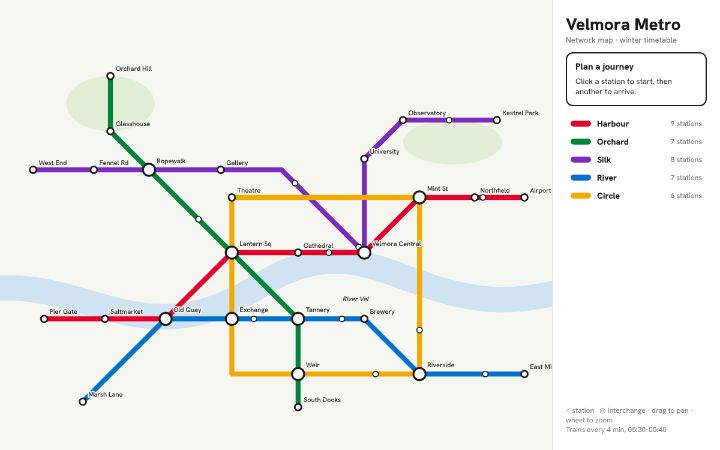 Velmora Metro
Network map · winter timetable
Plan a journey
Click a station to start, then
another to arrive.
Harbour 9 stations
Orchard 7 stations
Silk 8 stations
River 7 stations
Circle 6 stations
station · interchange · drag to pan ·
wheel to zoom
Trains every 4 min, 05:30-00:40
Orchard Hill
Glasshouse
Observatory
Kestrel Park
University
West End
Fennel Rd
Ropewalk
Gallery
Theatre
Mint St
Northfield
Airport
Lantern Sq
Cathedral
Velmora Central
River Vel
Pier Gate
Saltmarket
Old Quay
Exchange
Tannery
Brewery
Weir
Riverside
East Mi
Marsh Lane
South Docks